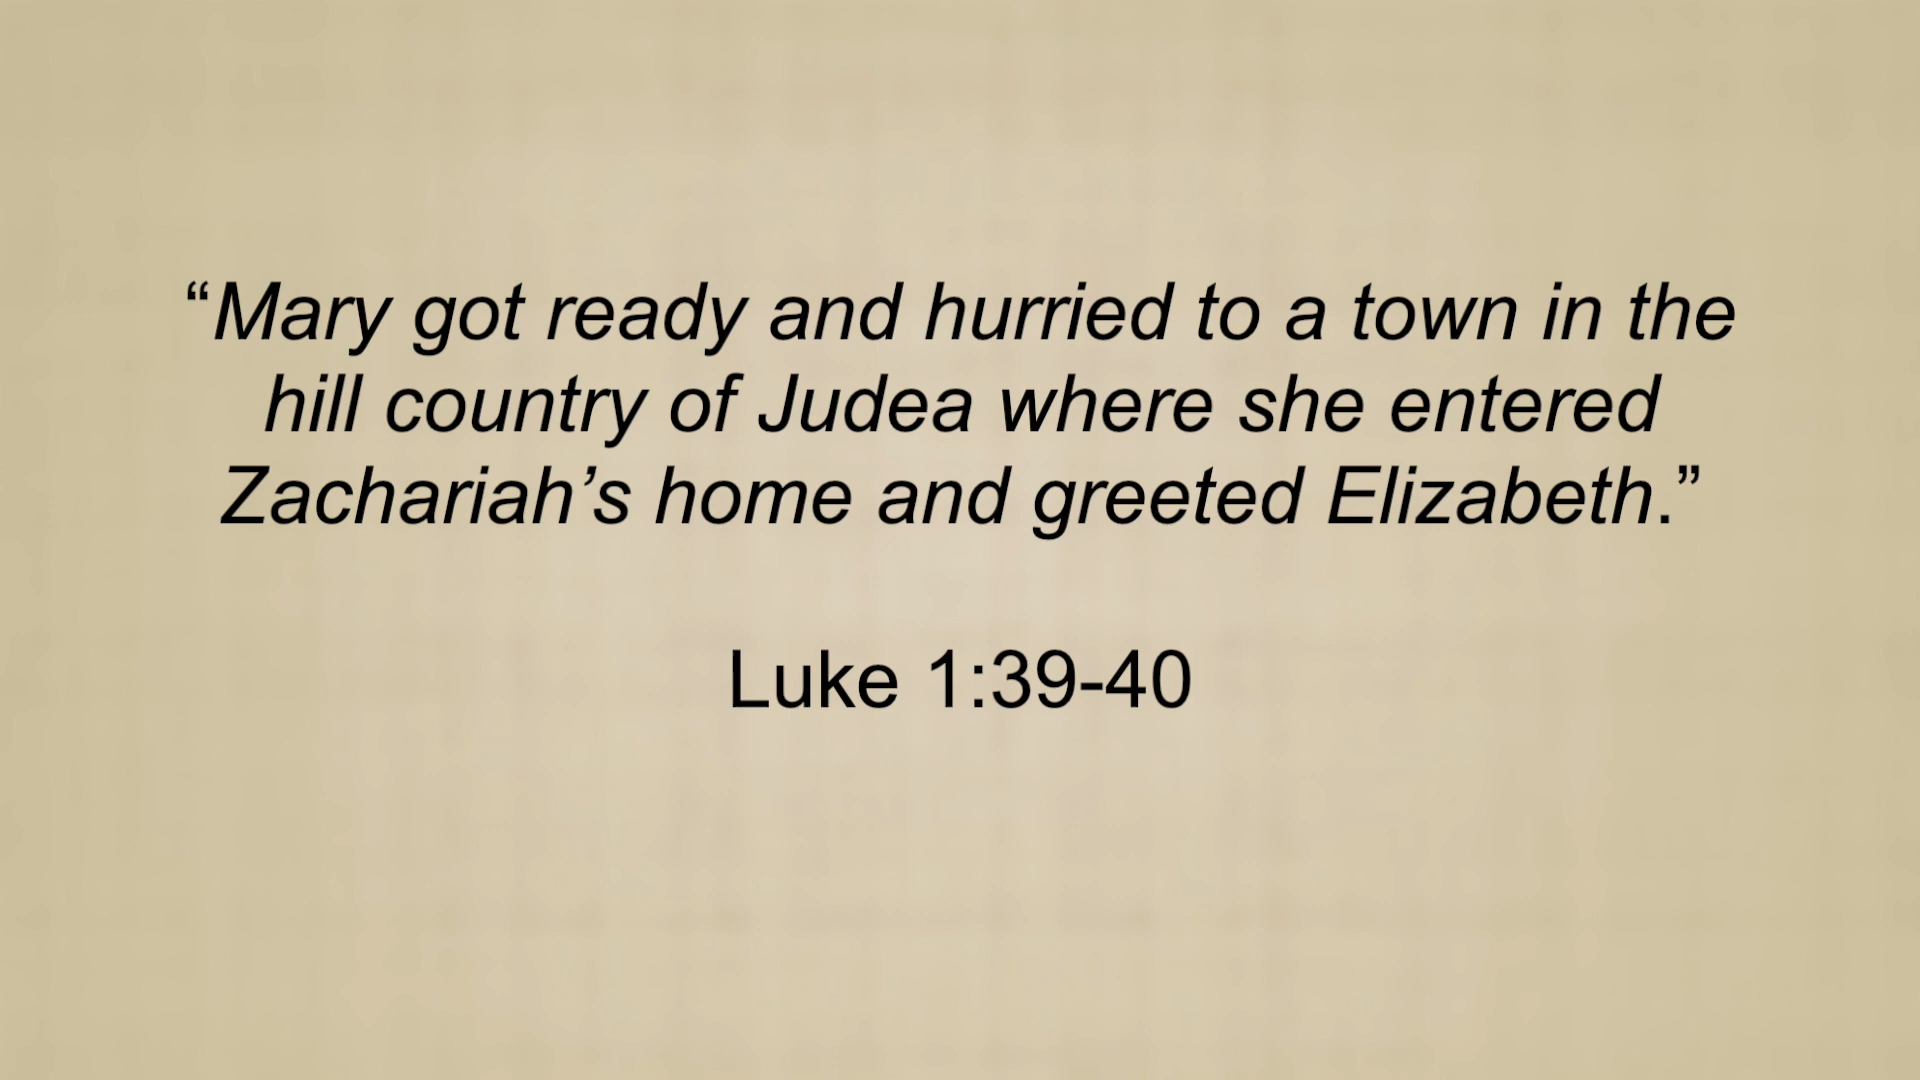 “Mary got ready and hurried to a town in the
hill country of Judea where she entered
Zachariah’s home and greeted Elizabeth.”
Luke 1:39-40